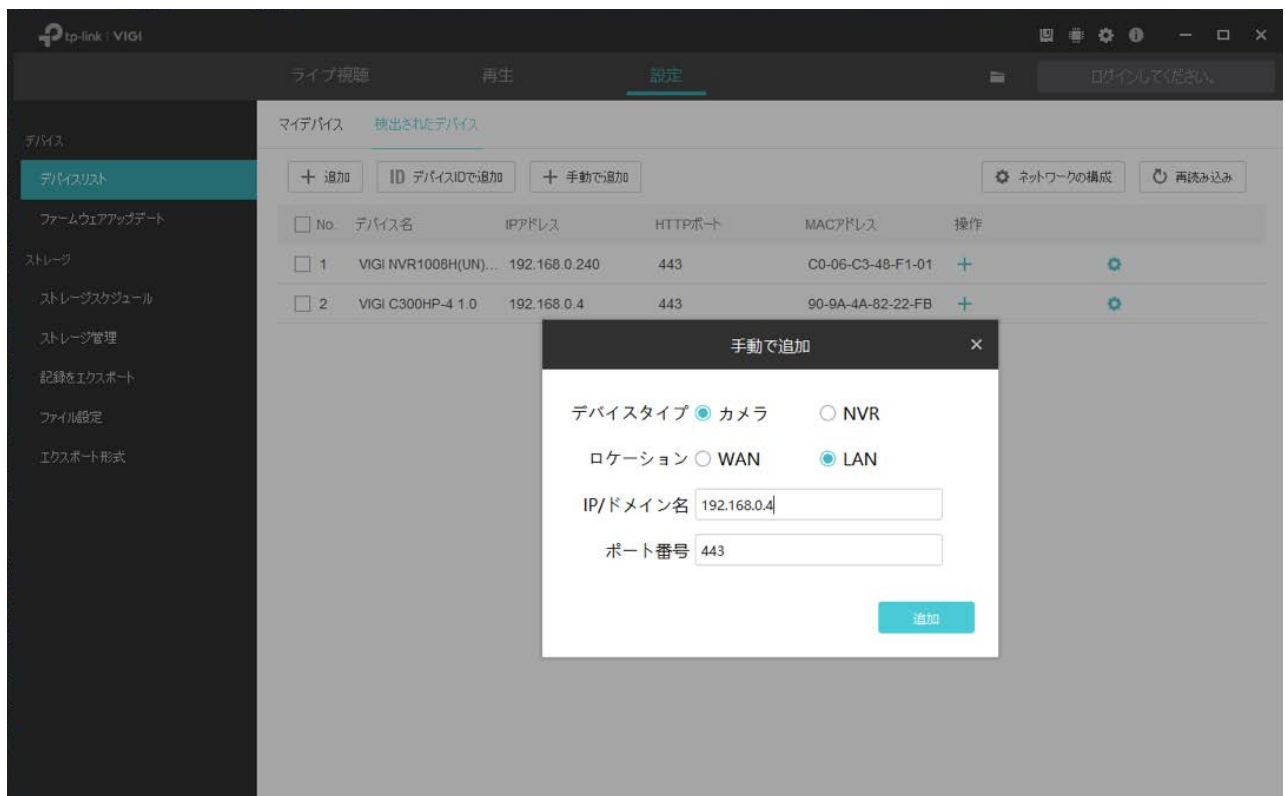 tp-link | VIGI
ライブ視聴 再生 設定 ログインしてください。
デバイス
デバイスリスト
ファームウェアアップデート
ストレージ
ストレージスケジュール
ストレージ管理
記録をエクスポート
ファイル設定
エクスポート形式
マイデバイス 検出されたデバイス
+ 追加 ID デバイスIDで追加 + 手動で追加 ネットワークの構成 再読み込み
No. デバイス名 IPアドレス HTTPポート MACアドレス 操作
1 VIGI NVR1008H(UN)... 192.168.0.240 443 C0-06-C3-48-F1-01 +
2 VIGI C300HP-4 1.0 192.168.0.4 443 90-9A-4A-82-22-FB +
手動で追加 ×
デバイスタイプ カメラ NVR
ロケーション WAN LAN
IP/ドメイン名 192.168.0.4
ポート番号 443
追加